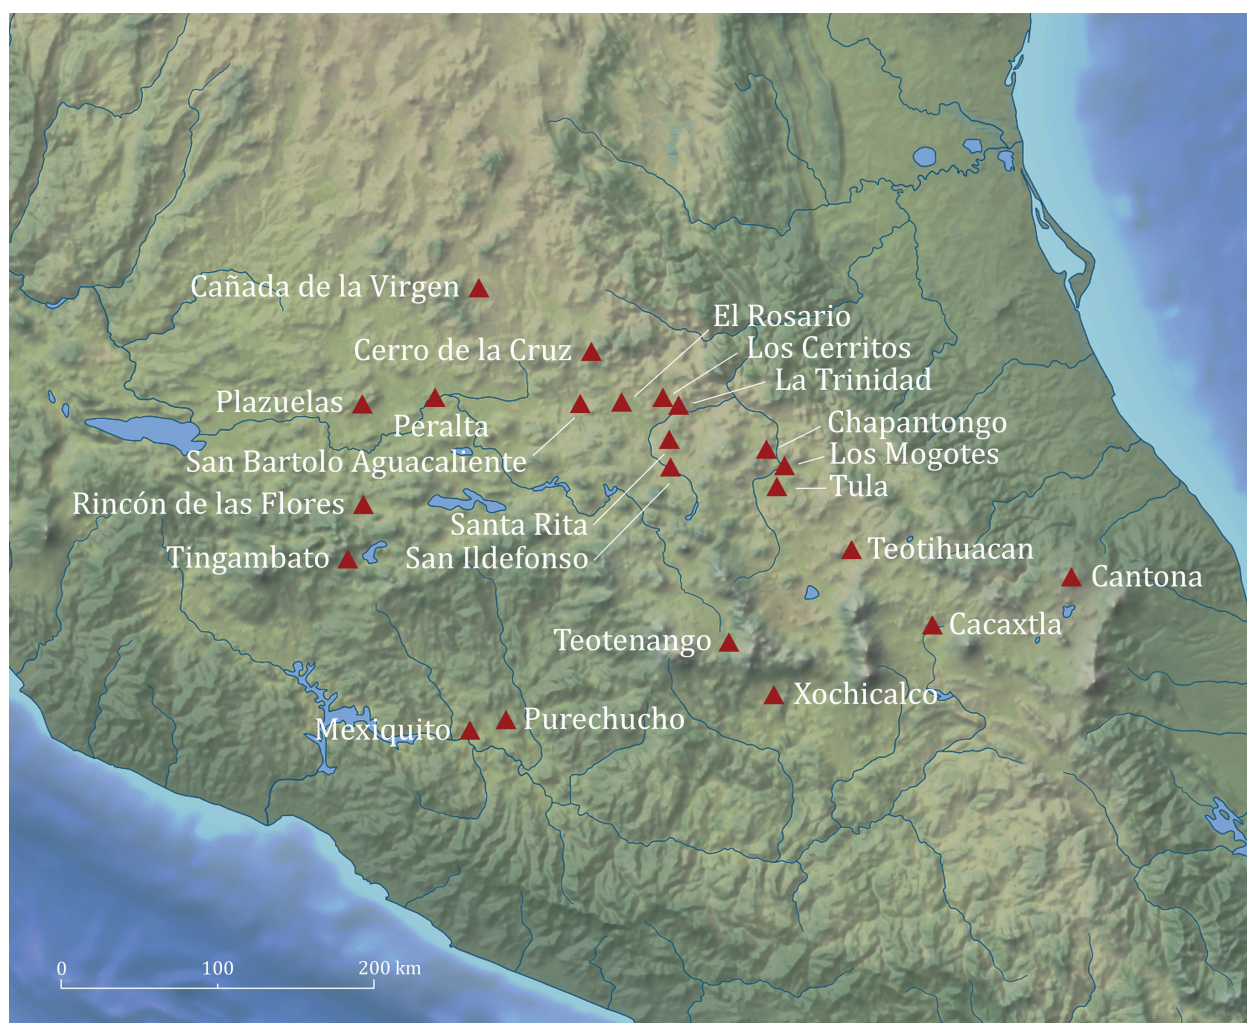 Cañada de la Virgen
El Rosario
Los Cerritos
Cerro de la Cruz
La Trinidad
Plazuelas
Peralta
Chapantongo
Los Mogotes
San Bartolo Aguacaliente
Tula
Rincón de las Flores
Santa Rita
San Ildefonso
Tingambato
Teotihuacan
Cantona
Cacaxtla
Teotenango
Xochicalco
Purechucho
Mexiquito
0 100 200 km